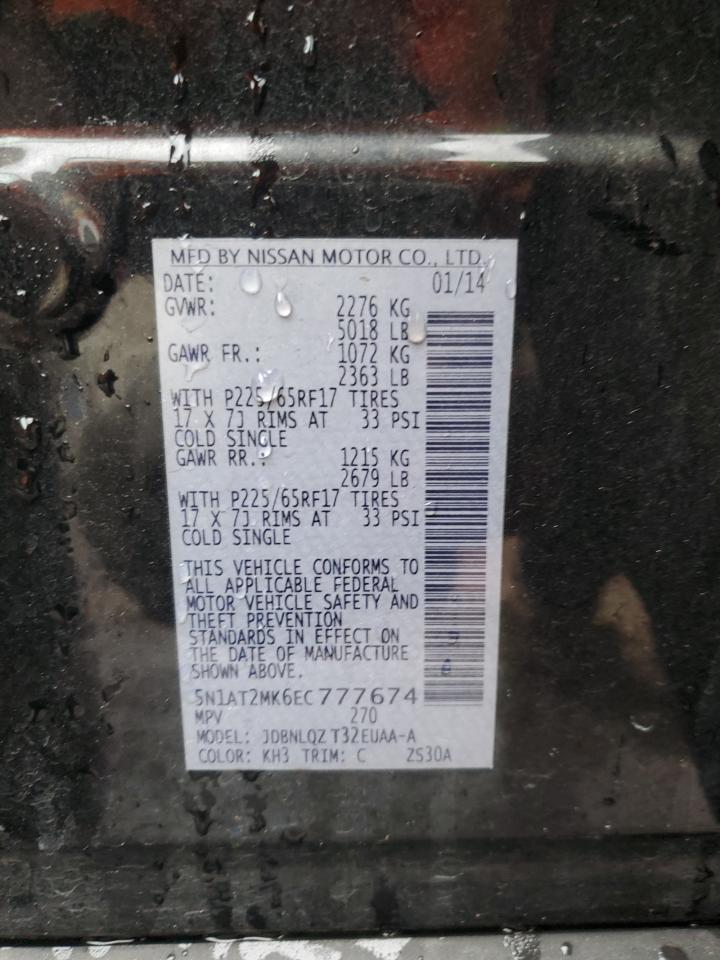 MFD BY NISSAN MOTOR CO., LTD.
DATE: 01/14
GVWR: 2276 KG
5018 LB
GAWR FR.: 1072 KG
2363 LB
WITH P225/65RF17 TIRES
17 X 7J RIMS AT 33 PSI
COLD SINGLE
GAWR RR.: 1215 KG
2679 LB
WITH P225/65RF17 TIRES
17 X 7J RIMS AT 33 PSI
COLD SINGLE
THIS VEHICLE CONFORMS TO
ALL APPLICABLE FEDERAL
MOTOR VEHICLE SAFETY AND
THEFT PREVENTION
STANDARDS IN EFFECT ON
THE DATE OF MANUFACTURE
SHOWN ABOVE.
5N1AT2MK6EC777674
MPV 270
MODEL: JDBNLQZ T32EUAA-A
COLOR: KH3 TRIM: C ZS30A